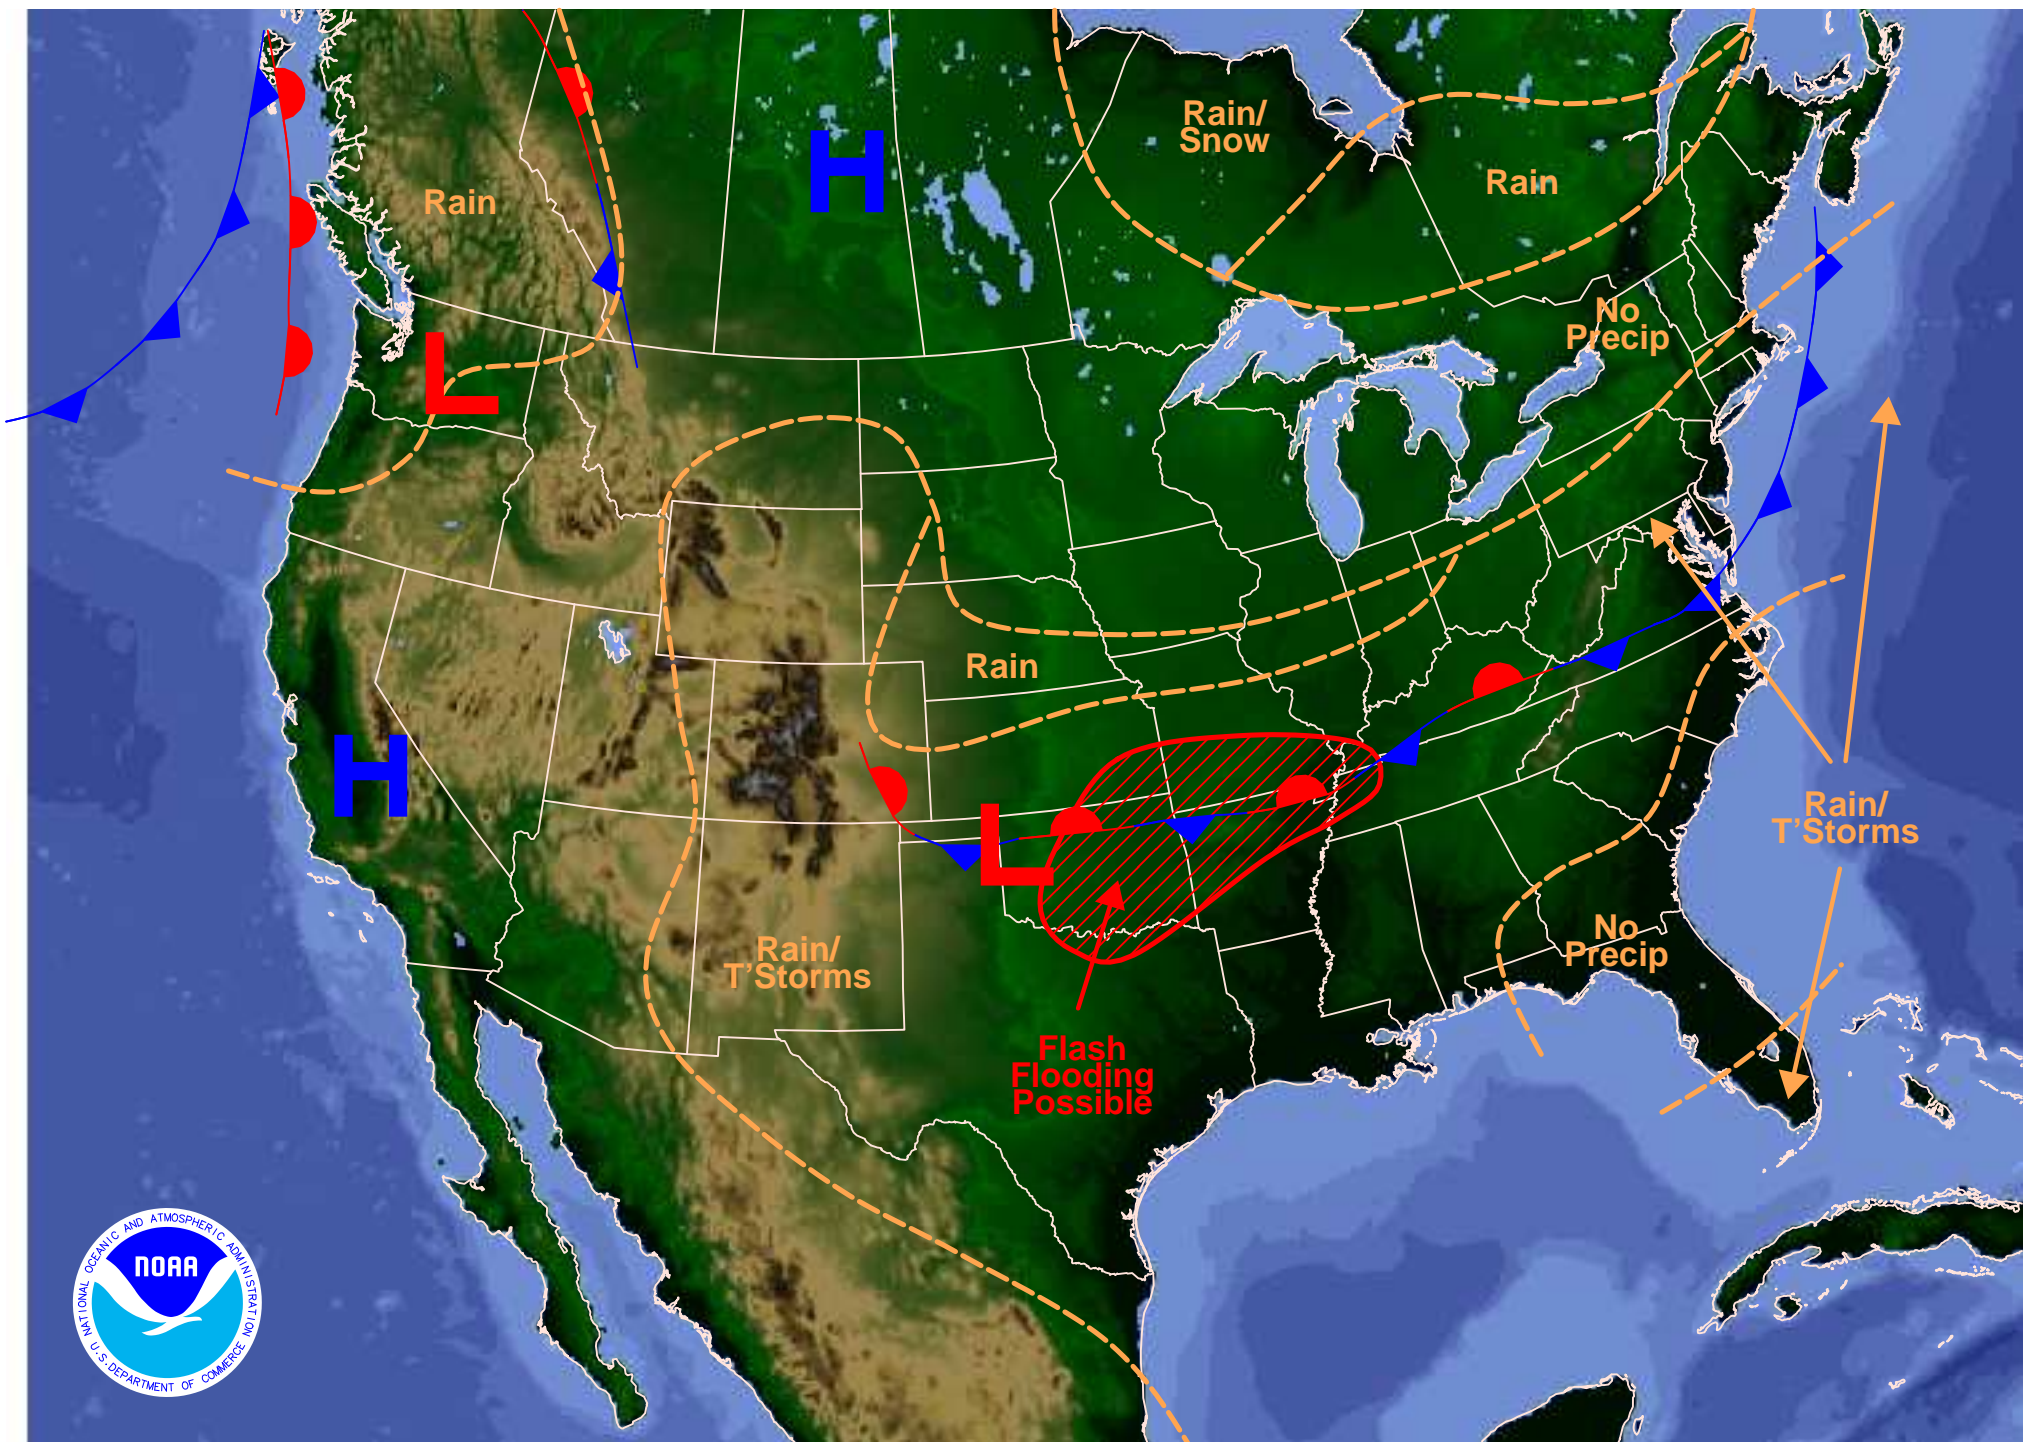 Rain/
Snow
H
Rain
Rain
No
Precip
L
Rain
H
L
Rain/
T'Storms
No
Precip
Rain/
T'Storms
Flash
Flooding
Possible
NATIONAL OCEANIC AND ATMOSPHERIC ADMINISTRATION
NOAA
U.S. DEPARTMENT OF COMMERCE